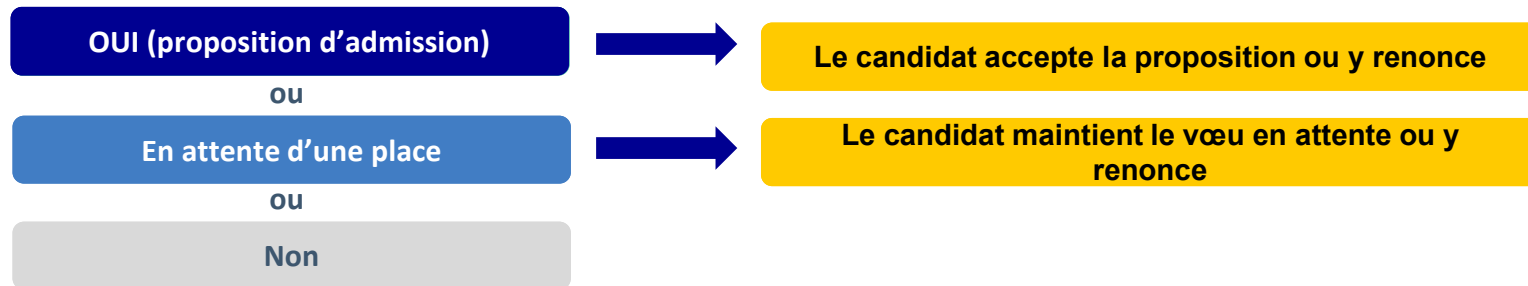 OUI (proposition d’admission)
Le candidat accepte la proposition ou y renonce
ou
En attente d’une place
Le candidat maintient le vœu en attente ou y
renonce
ou
Non